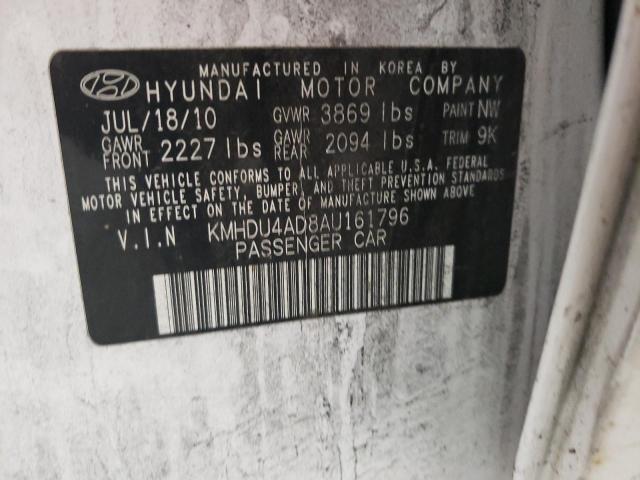 MANUFACTURED IN KOREA BY
HYUNDAI MOTOR COMPANY
JUL/18/10 GVWR 3869 lbs PAINT NW
GAWR FRONT 2227 lbs GAWR REAR 2094 lbs TRIM 9K
THIS VEHICLE CONFORMS TO ALL APPLICABLE U.S.A. FEDERAL
MOTOR VEHICLE SAFETY, BUMPER, AND THEFT PREVENTION STANDARDS
IN EFFECT ON THE DATE OF MANUFACTURE SHOWN ABOVE.
V.I.N KMHDU4AD8AU161796
PASSENGER CAR